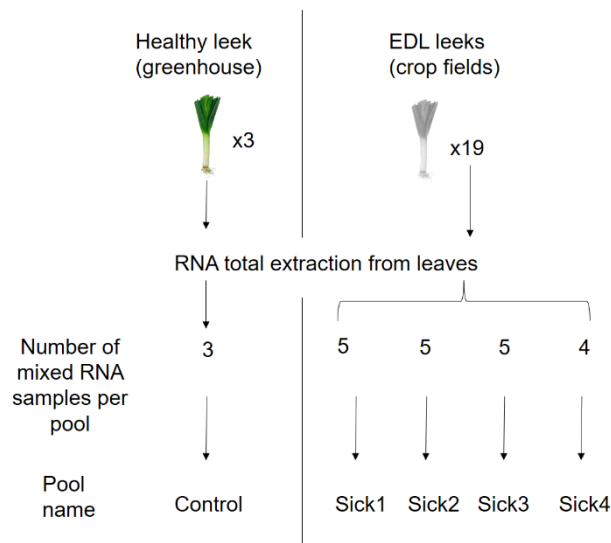 Healthy leek
(greenhouse)
EDL leeks
(crop fields)
x3
x19
RNA total extraction from leaves
Number of
mixed RNA
samples per
pool
3
5
5
5
4
Pool
name
Control
Sick1
Sick2
Sick3
Sick4